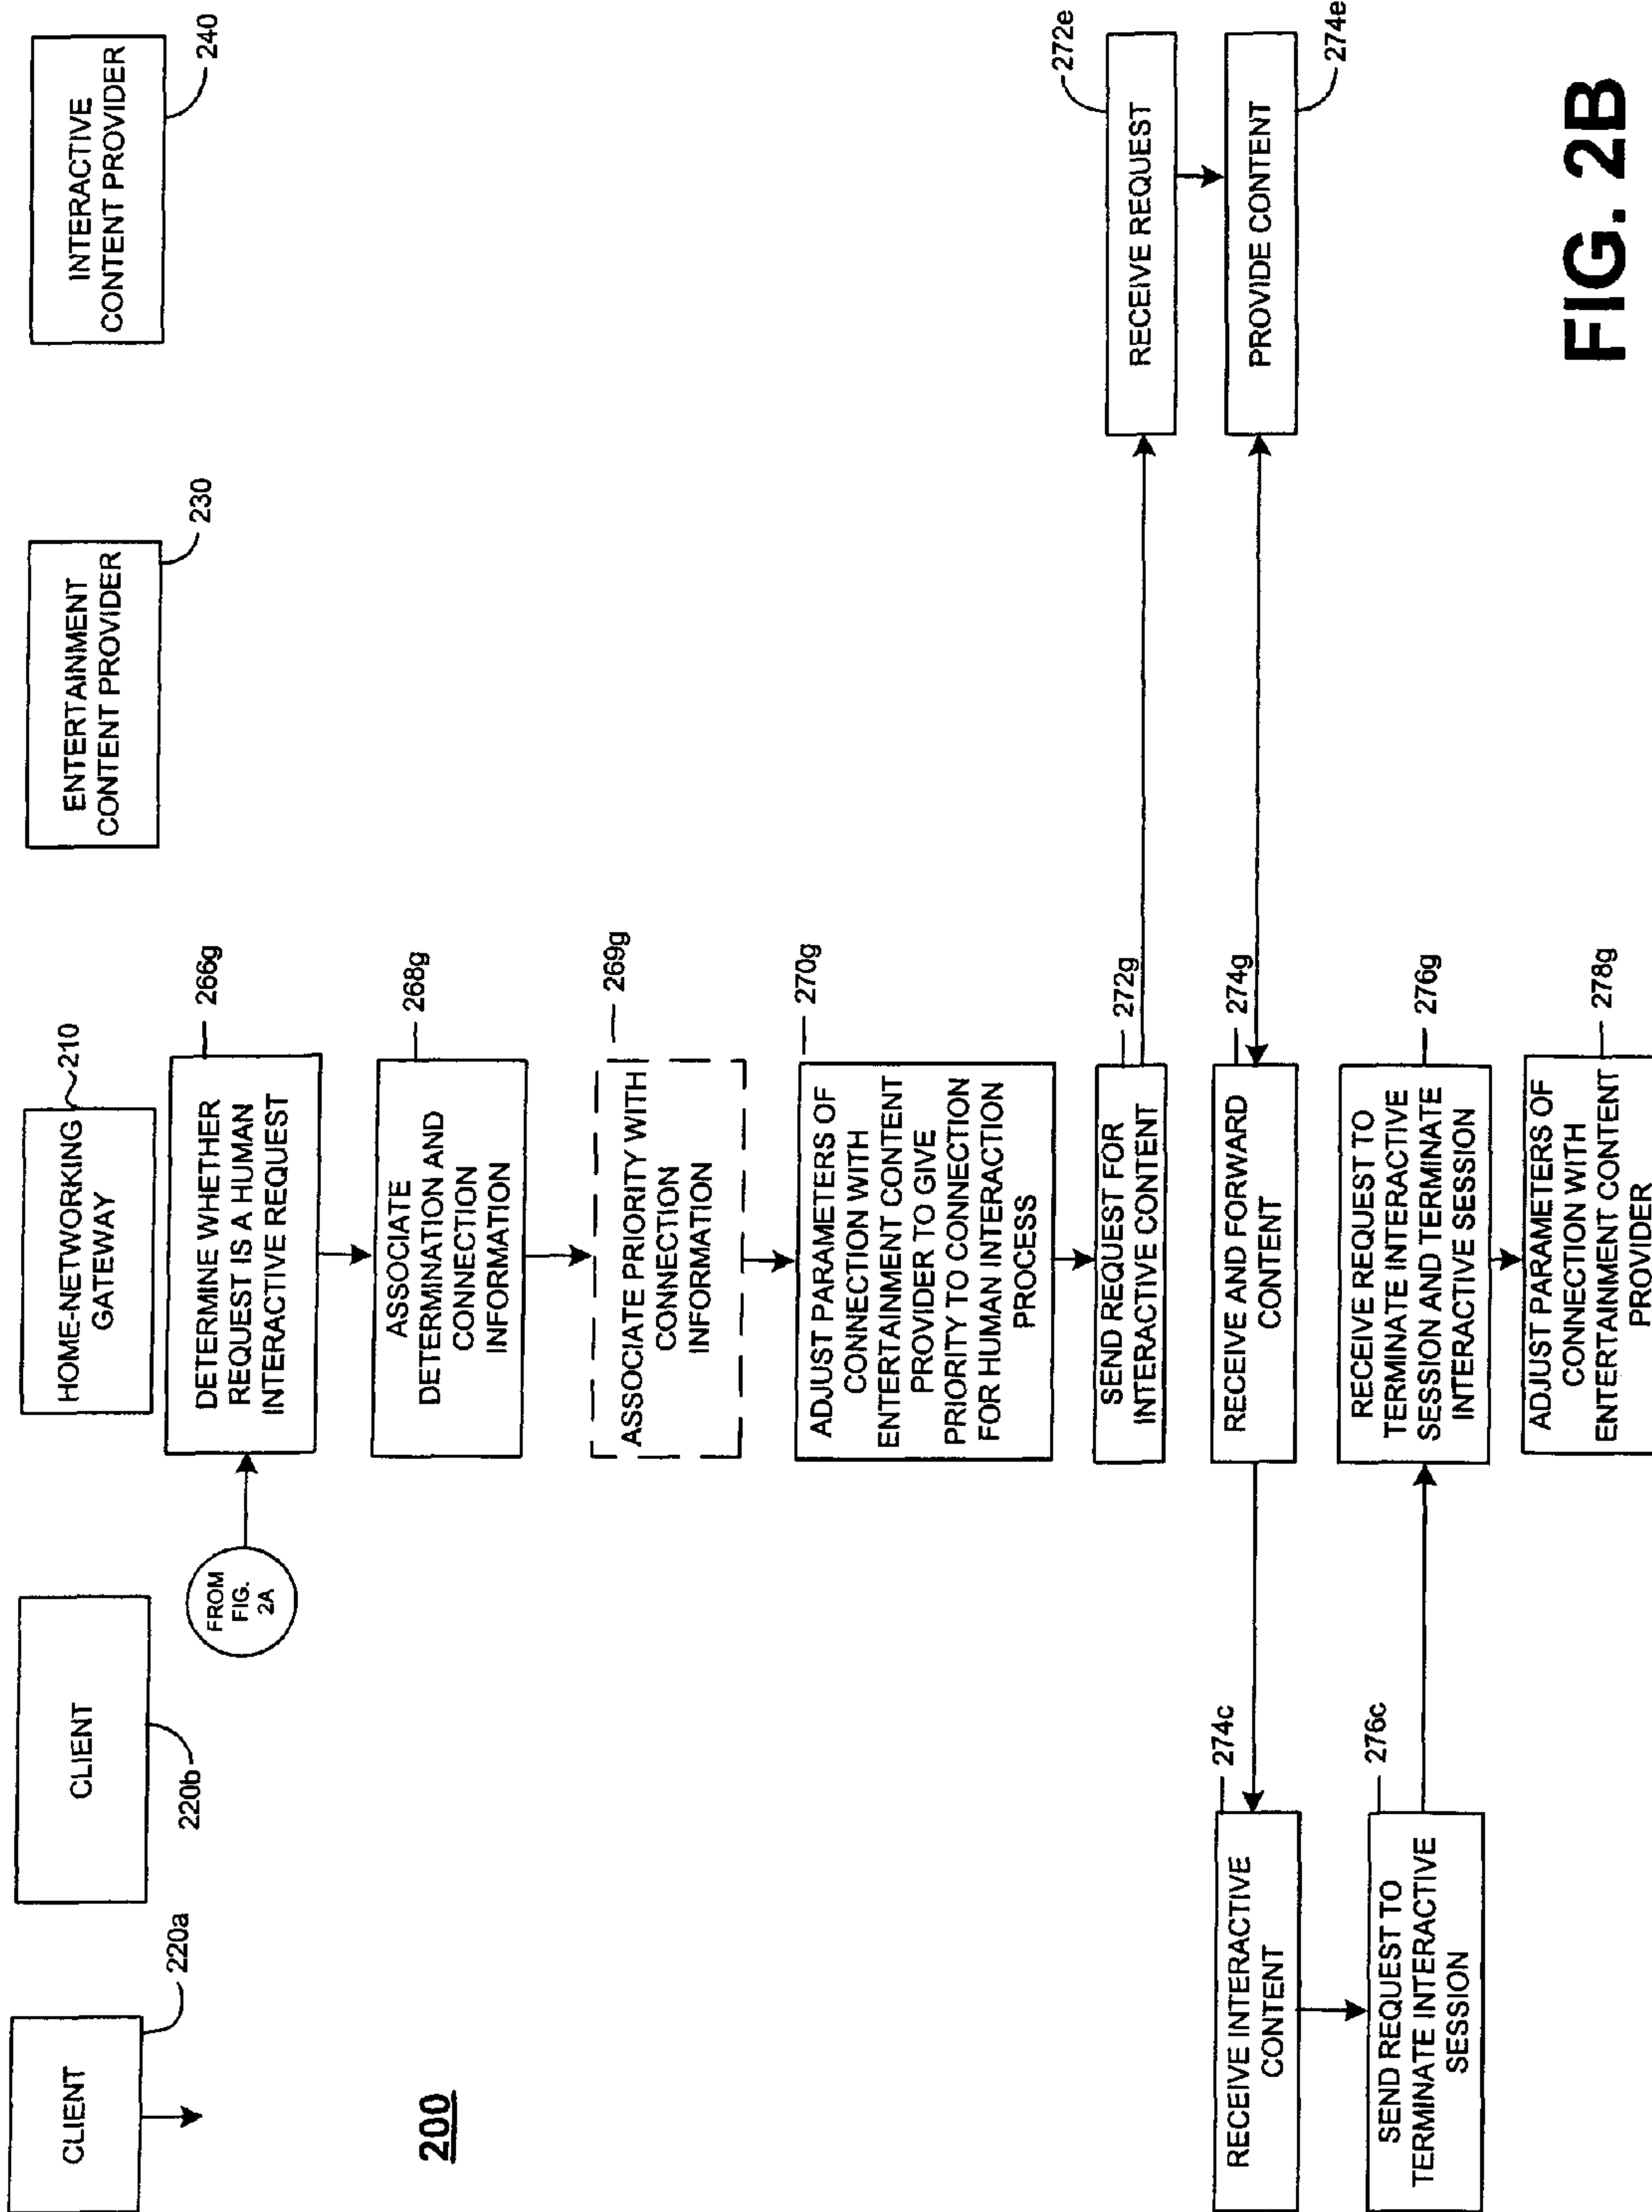 200
CLIENT
220a
CLIENT
220b
HOME-NETWORKING
GATEWAY
210
ENTERTAINMENT
CONTENT PROVIDER
230
INTERACTIVE
CONTENT PROVIDER
240
FROM
FIG.
2A
DETERMINE WHETHER
REQUEST IS A HUMAN
INTERACTIVE REQUEST
266g
ASSOCIATE
DETERMINATION AND
CONNECTION
INFORMATION
268g
ASSOCIATE PRIORITY WITH
CONNECTION
INFORMATION
269g
ADJUST PARAMETERS OF
CONNECTION WITH
ENTERTAINMENT CONTENT
PROVIDER TO GIVE
PRIORITY TO CONNECTION
FOR HUMAN INTERACTION
PROCESS
270g
SEND REQUEST FOR
INTERACTIVE CONTENT
272g
RECEIVE REQUEST
272e
RECEIVE INTERACTIVE
CONTENT
274c
RECEIVE AND FORWARD
CONTENT
274g
PROVIDE CONTENT
274e
SEND REQUEST TO
TERMINATE INTERACTIVE
SESSION
276c
RECEIVE REQUEST TO
TERMINATE INTERACTIVE
SESSION AND TERMINATE
INTERACTIVE SESSION
276g
ADJUST PARAMETERS OF
CONNECTION WITH
ENTERTAINMENT CONTENT
PROVIDER
278g
FIG. 2B